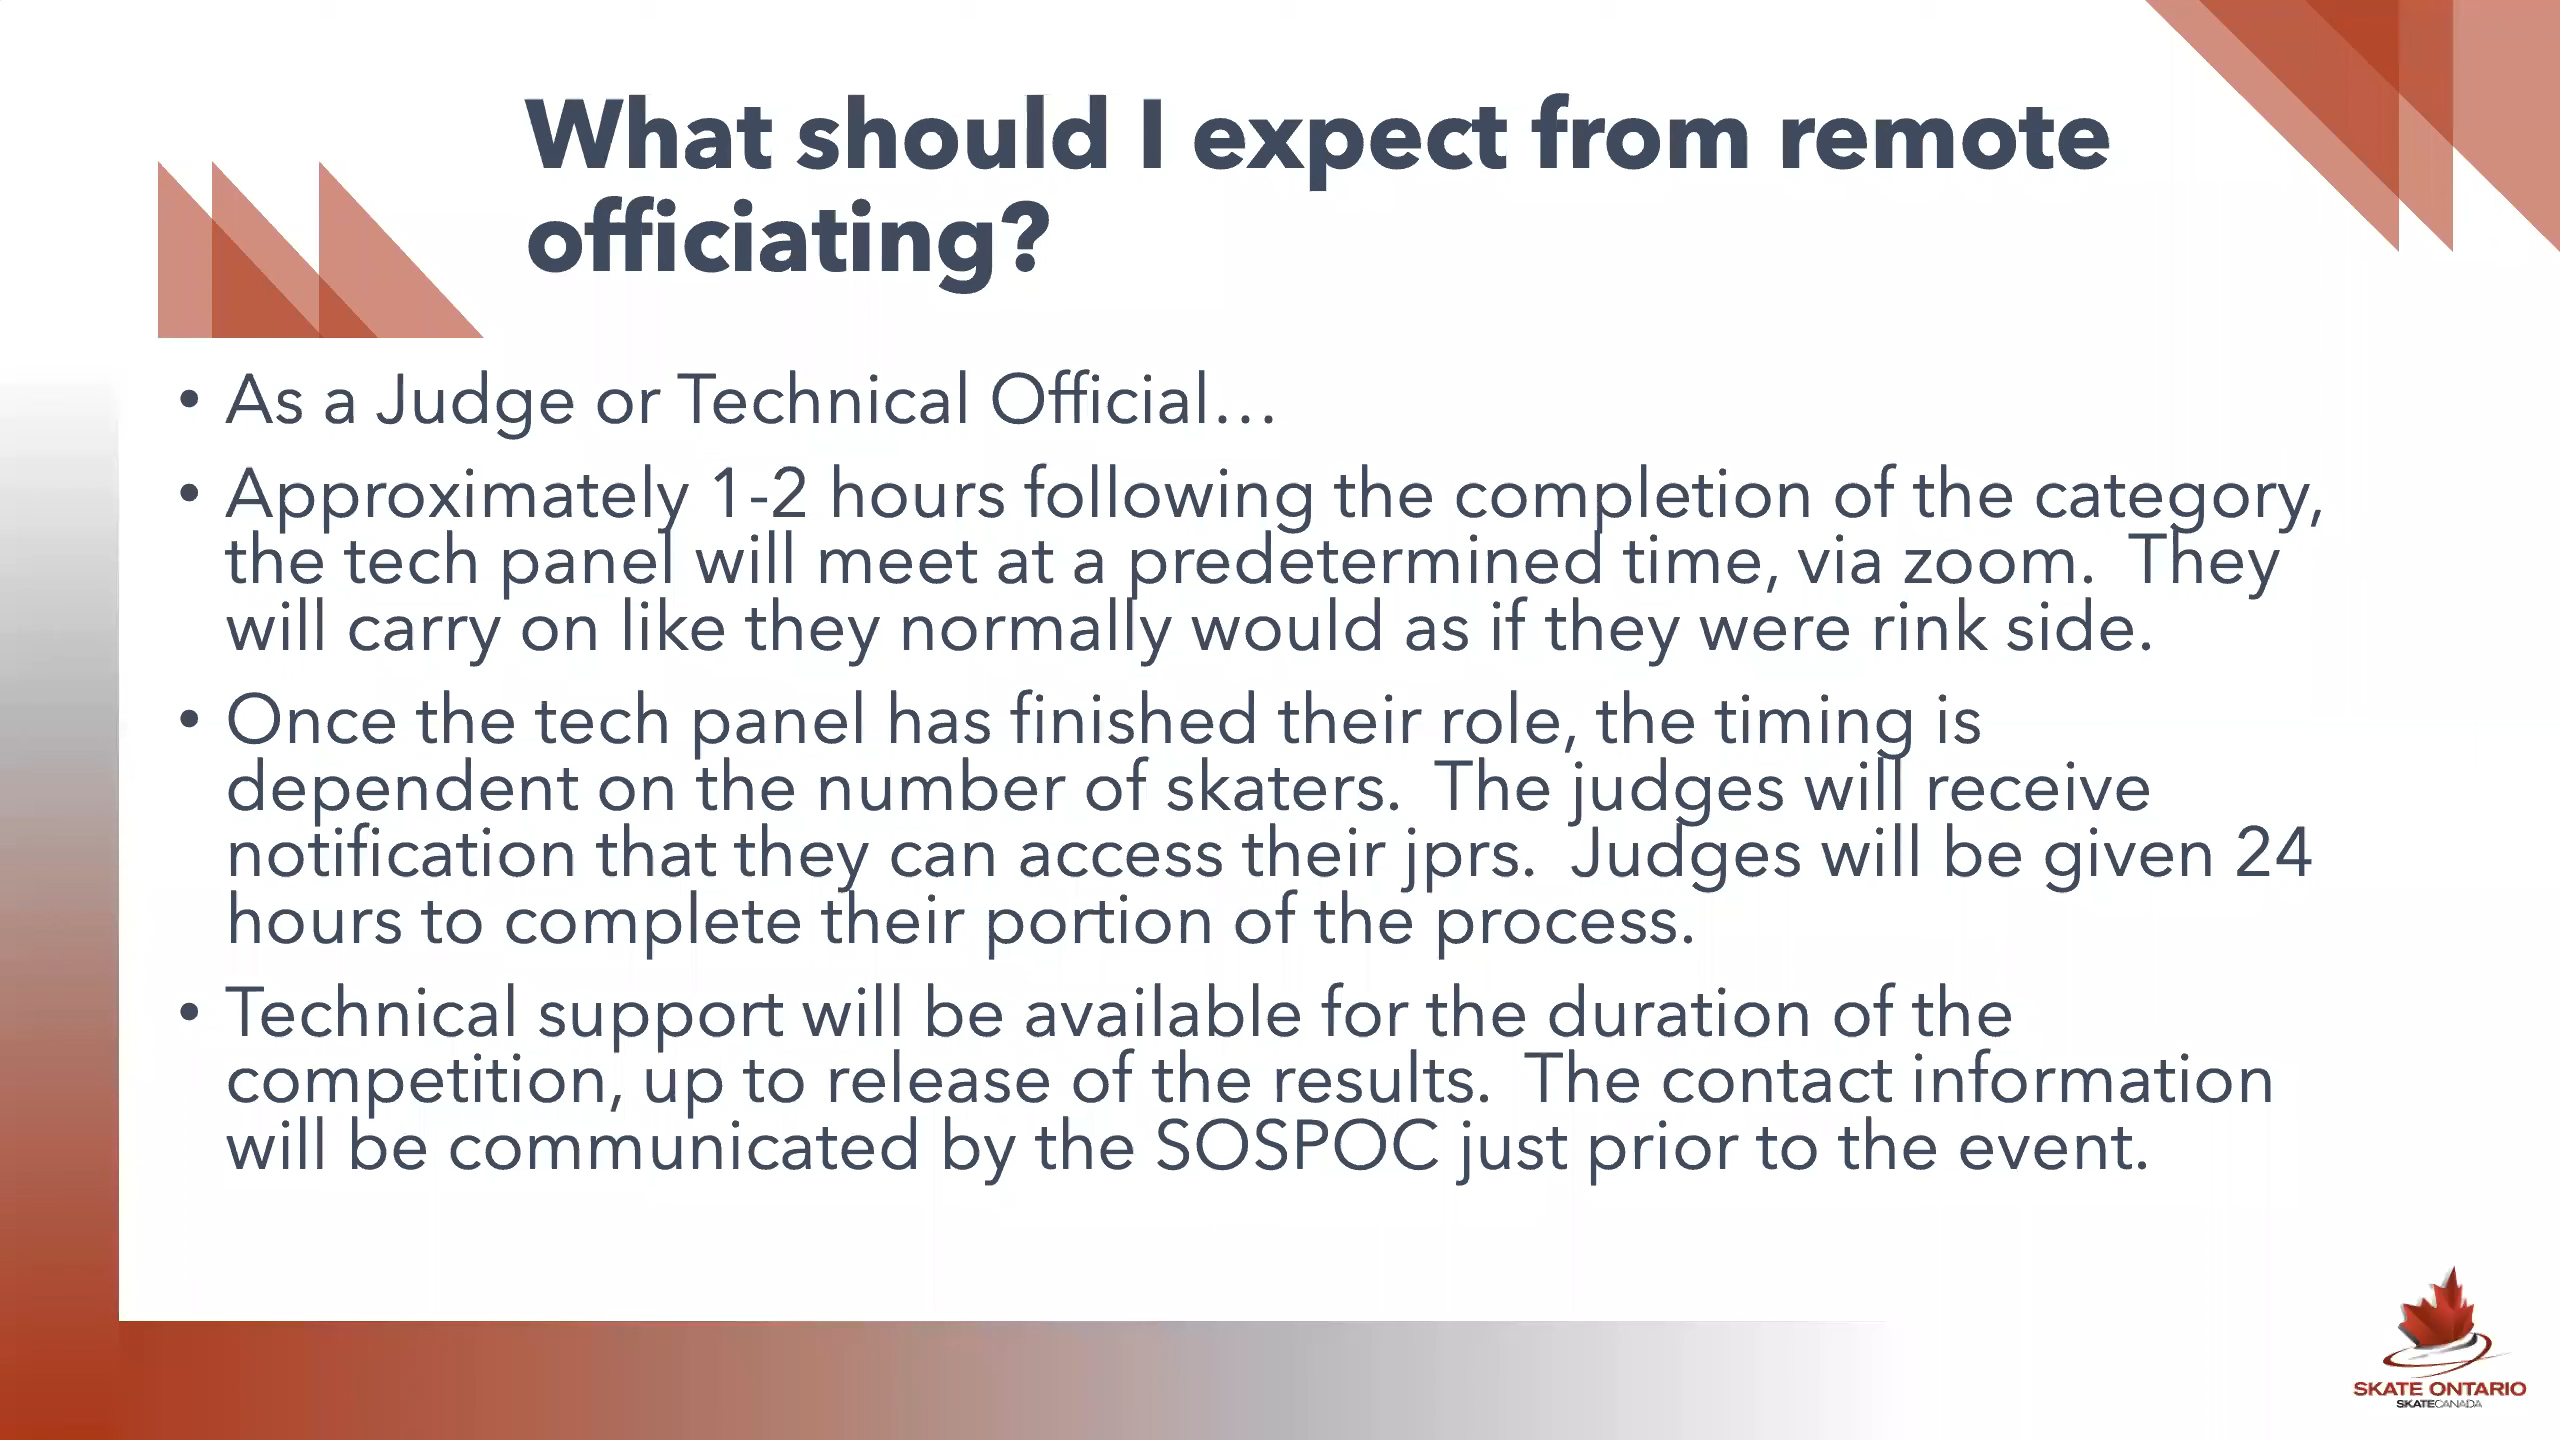 What should I expect from remote
officiating?
• As a Judge or Technical Official…
• Approximately 1-2 hours following the completion of the category,
the tech panel will meet at a predetermined time, via zoom.  They
will carry on like they normally would as if they were rink side.
• Once the tech panel has finished their role, the timing is
dependent on the number of skaters.  The judges will receive
notification that they can access their jprs.  Judges will be given 24
hours to complete their portion of the process.
• Technical support will be available for the duration of the
competition, up to release of the results.  The contact information
will be communicated by the SOSPOC just prior to the event.
SKATE ONTARIO
SKATECANADA